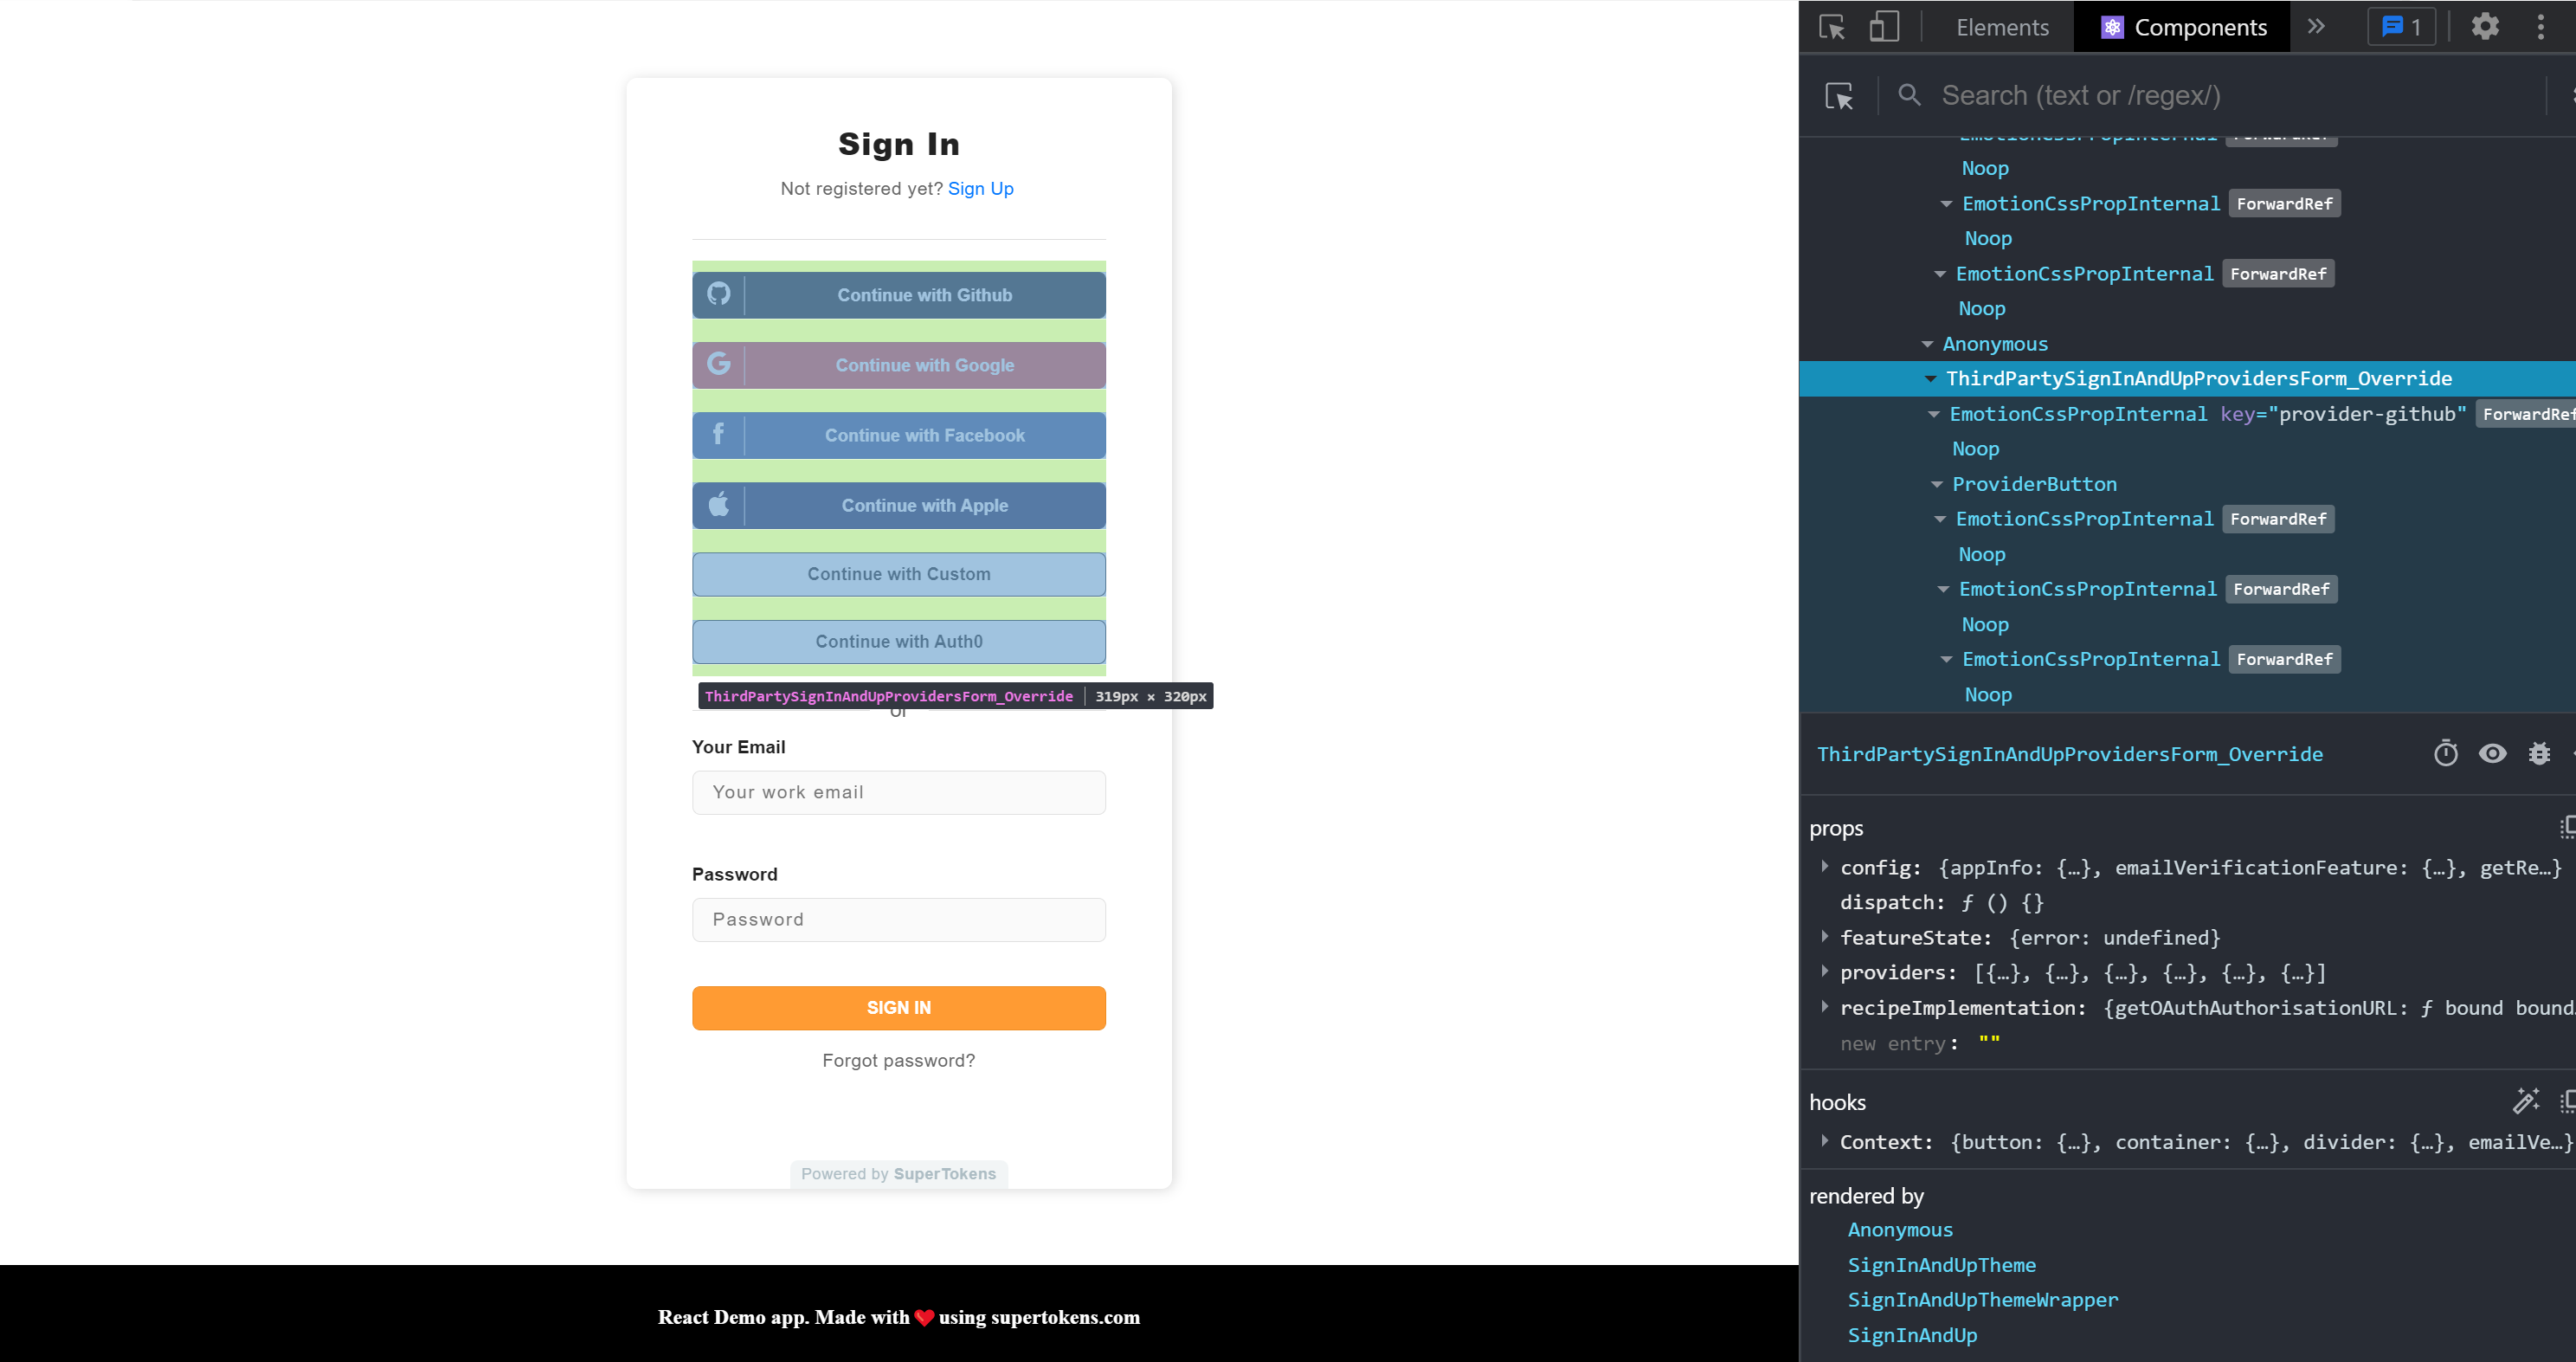 Sign In
Not registered yet? Sign Up
Continue with Github
Continue with Google
Continue with Facebook
Continue with Apple
Continue with Custom
Continue with Auth0
ThirdPartySignInAndUpProvidersForm_Override 319px × 320px
or
Your Email
Your work email
Password
Password
SIGN IN
Forgot password?
Powered by SuperTokens
React Demo app. Made with ❤️ using supertokens.com
Elements Components 1
Search (text or /regex/)
EmotionCssPropInternal ForwardRef
Noop
EmotionCssPropInternal ForwardRef
Noop
EmotionCssPropInternal ForwardRef
Noop
Anonymous
ThirdPartySignInAndUpProvidersForm_Override
EmotionCssPropInternal key="provider-github" ForwardRef
Noop
ProviderButton
EmotionCssPropInternal ForwardRef
Noop
EmotionCssPropInternal ForwardRef
Noop
EmotionCssPropInternal ForwardRef
Noop
ThirdPartySignInAndUpProvidersForm_Override
props
config: {appInfo: {…}, emailVerificationFeature: {…}, getRe…}
dispatch: ƒ () {}
featureState: {error: undefined}
providers: [{…}, {…}, {…}, {…}, {…}, {…}]
recipeImplementation: {getOAuthAuthorisationURL: ƒ bound bound
new entry: ""
hooks
Context: {button: {…}, container: {…}, divider: {…}, emailVe…}
rendered by
Anonymous
SignInAndUpTheme
SignInAndUpThemeWrapper
SignInAndUp